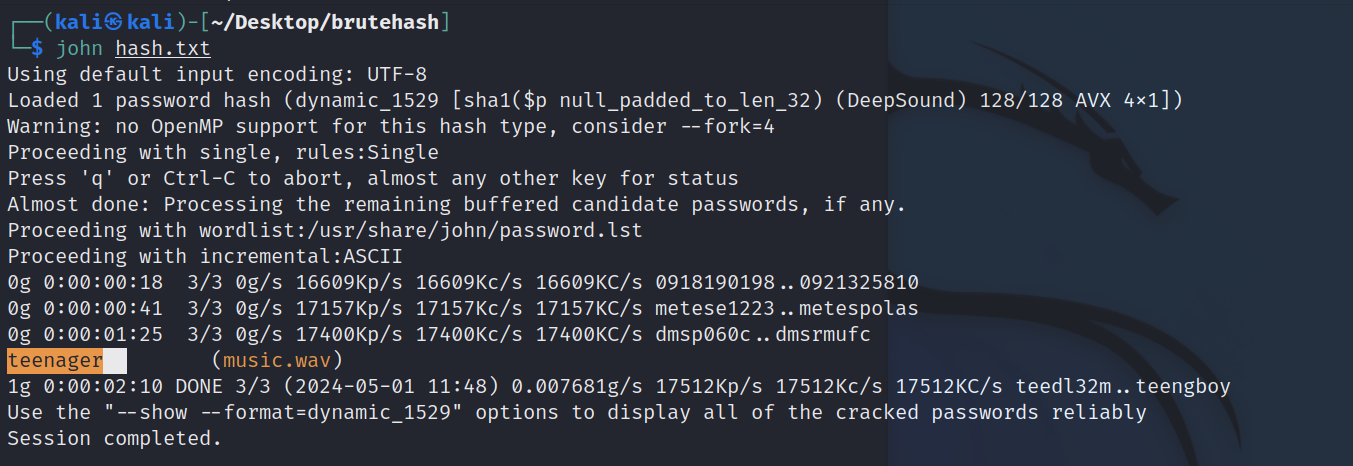 ┌──(kali㉿kali)-[~/Desktop/brutehash]
└─$ john hash.txt
Using default input encoding: UTF-8
Loaded 1 password hash (dynamic_1529 [sha1($p null_padded_to_len_32) (DeepSound) 128/128 AVX 4×1])
Warning: no OpenMP support for this hash type, consider --fork=4
Proceeding with single, rules:Single
Press 'q' or Ctrl-C to abort, almost any other key for status
Almost done: Processing the remaining buffered candidate passwords, if any.
Proceeding with wordlist:/usr/share/john/password.lst
Proceeding with incremental:ASCII
0g 0:00:00:18  3/3 0g/s 16609Kp/s 16609Kc/s 16609KC/s 0918190198..0921325810
0g 0:00:00:41  3/3 0g/s 17157Kp/s 17157Kc/s 17157KC/s metese1223..metespolas
0g 0:00:01:25  3/3 0g/s 17400Kp/s 17400Kc/s 17400KC/s dmsp060c..dmsrmufc
teenager         (music.wav)
1g 0:00:02:10 DONE 3/3 (2024-05-01 11:48) 0.007681g/s 17512Kp/s 17512Kc/s 17512KC/s teedl32m..teengboy
Use the "--show --format=dynamic_1529" options to display all of the cracked passwords reliably
Session completed.